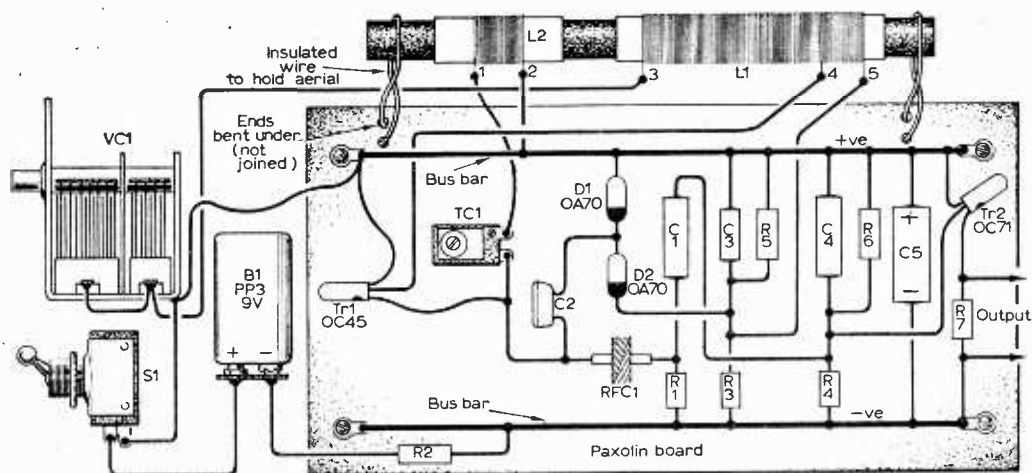 L2
Insulated
wire
to hold aerial
1
2
3
L1
4
5
Ends
bent under
(not
joined)
VC1
Bus bar
+ve
D1
OA70
TC1
C1
C3
R5
C4
R6
C5
+
−
Tr2
OC71
B1
PP3
9V
+ −
Tr1
OC45
C2
D2
OA70
R7
Output
S1
C
C
RFC1
R1
R3
R4
Bus bar
−ve
R2
Paxolin board